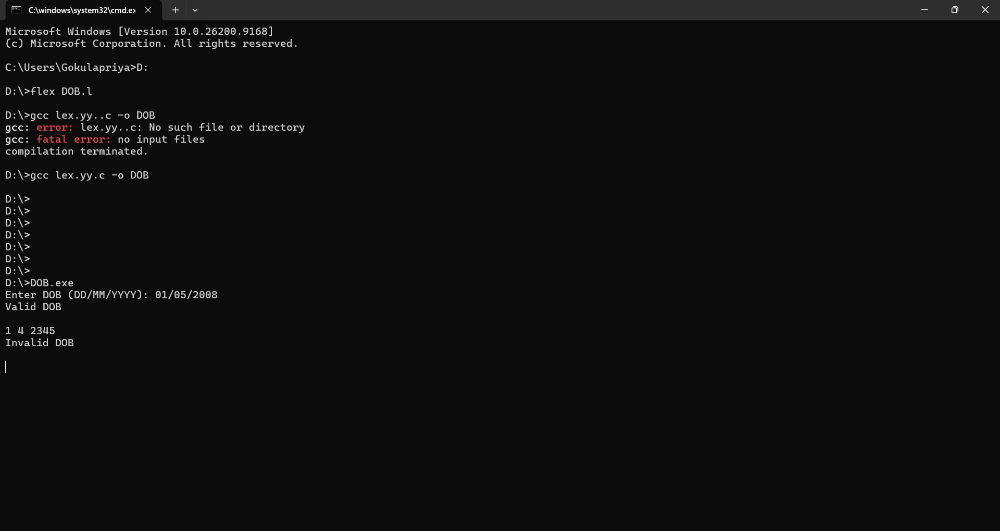 C:\windows\system32\cmd.ex
Microsoft Windows [Version 10.0.26200.9168]
(c) Microsoft Corporation. All rights reserved.
C:\Users\Gokulapriya>D:
D:\>flex DOB.l
D:\>gcc lex.yy..c -o DOB
gcc: error: lex.yy..c: No such file or directory
gcc: fatal error: no input files
compilation terminated.
D:\>gcc lex.yy.c -o DOB
D:\>
D:\>
D:\>
D:\>
D:\>
D:\>
D:\>
D:\>DOB.exe
Enter DOB (DD/MM/YYYY): 01/05/2008
Valid DOB
1 4 2345
Invalid DOB